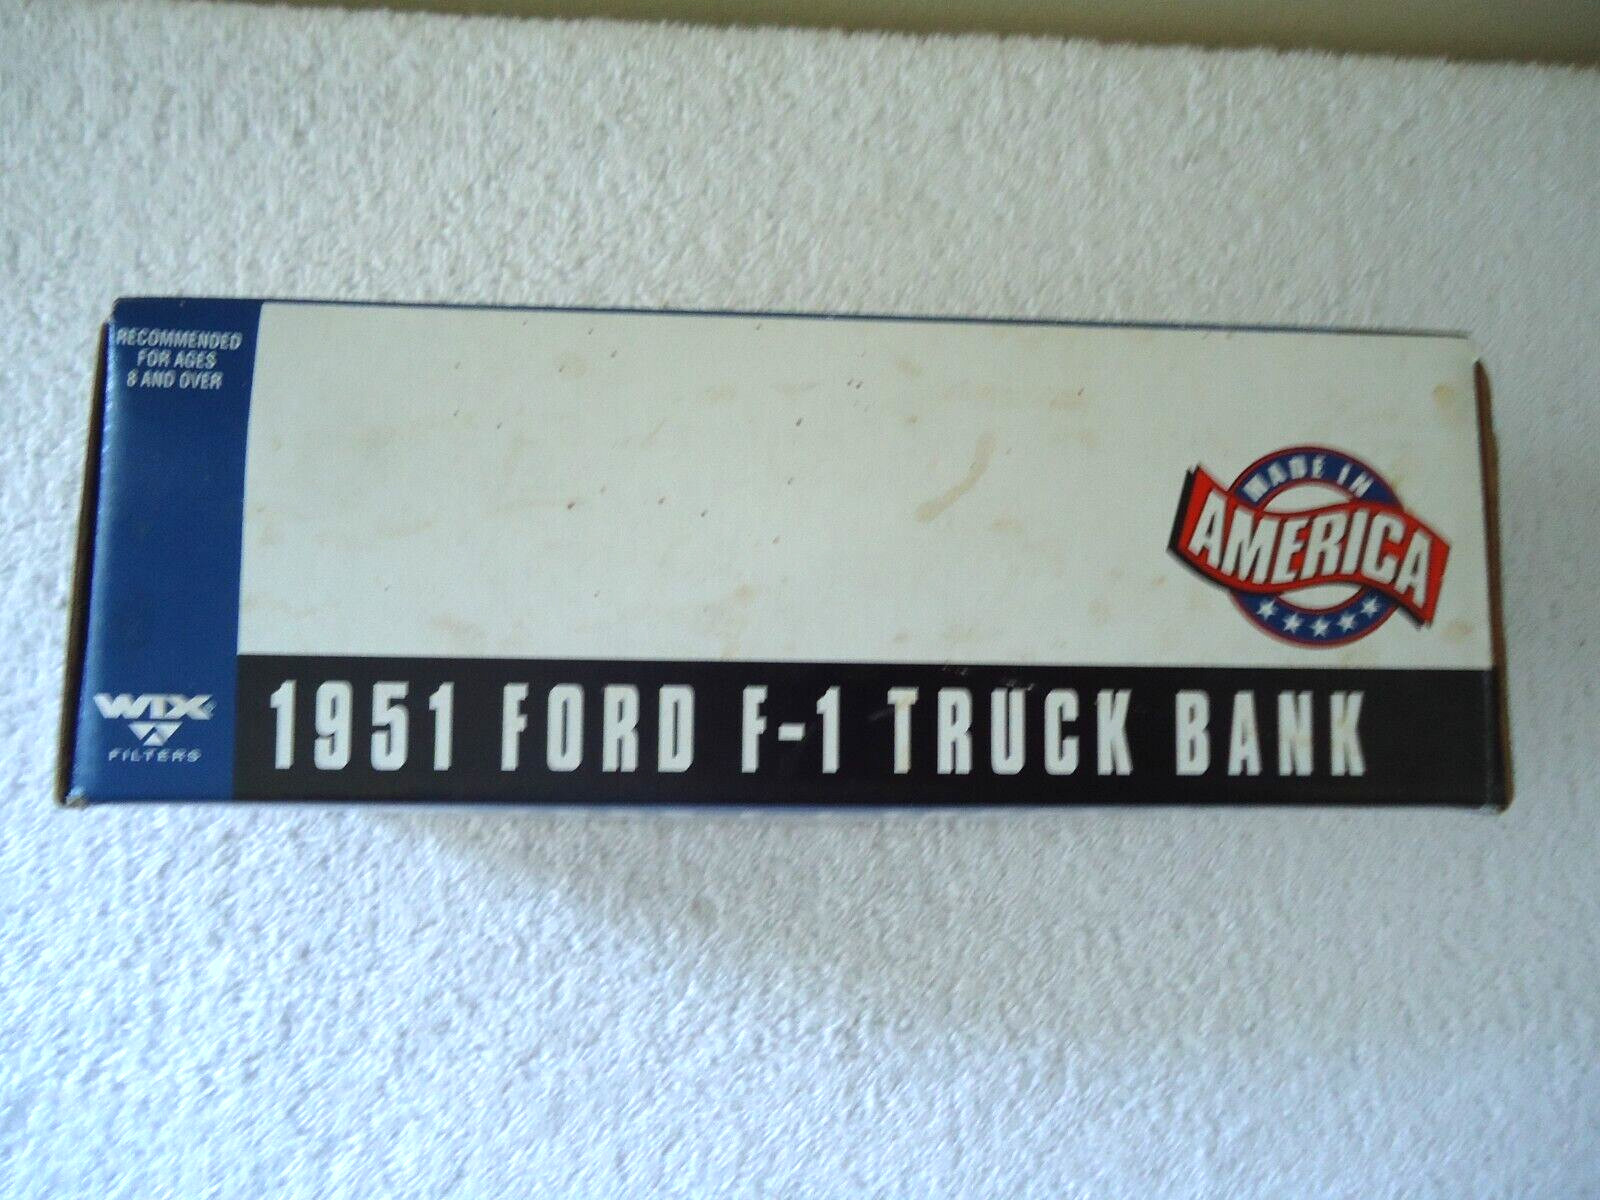 RECOMMENDED
FOR AGES
8 AND OVER
MADE IN
AMERICA
WIX
FILTERS
1951 FORD F-1 TRUCK BANK